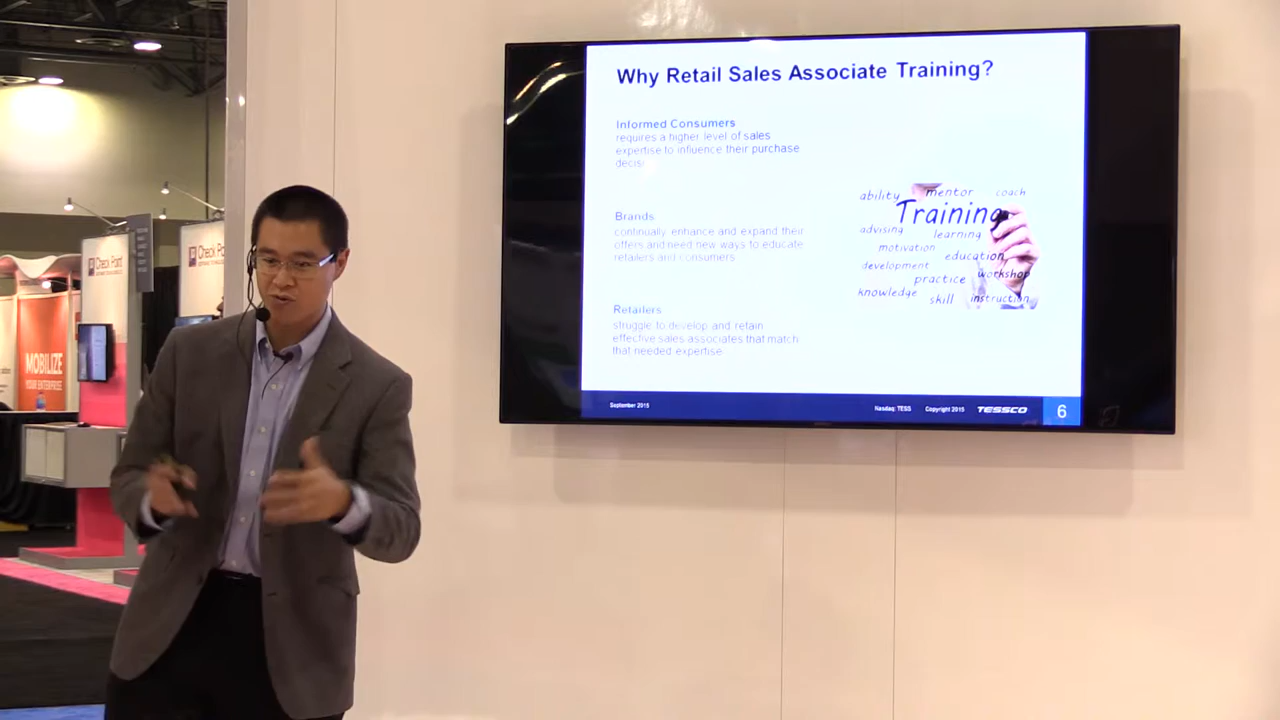 Why Retail Sales Associate Training?
Informed Consumers
requires a higher level of sales
expertise to influence their purchase
Brands
continually enhance and expand their
offers and need new ways to educate
retailers and consumers
Retailers
struggle to develop and retain
effective sales associates that match
that needed expertise
ability mentor coach
Training
advising learning
motivation education
development workshop
practice
knowledge skill instruction
September 2015
Nasdaq: TESS Copyright 2015 TESSCO 6
Check Point
Check Point
MOBILIZE
YOUR ENTERPRISE